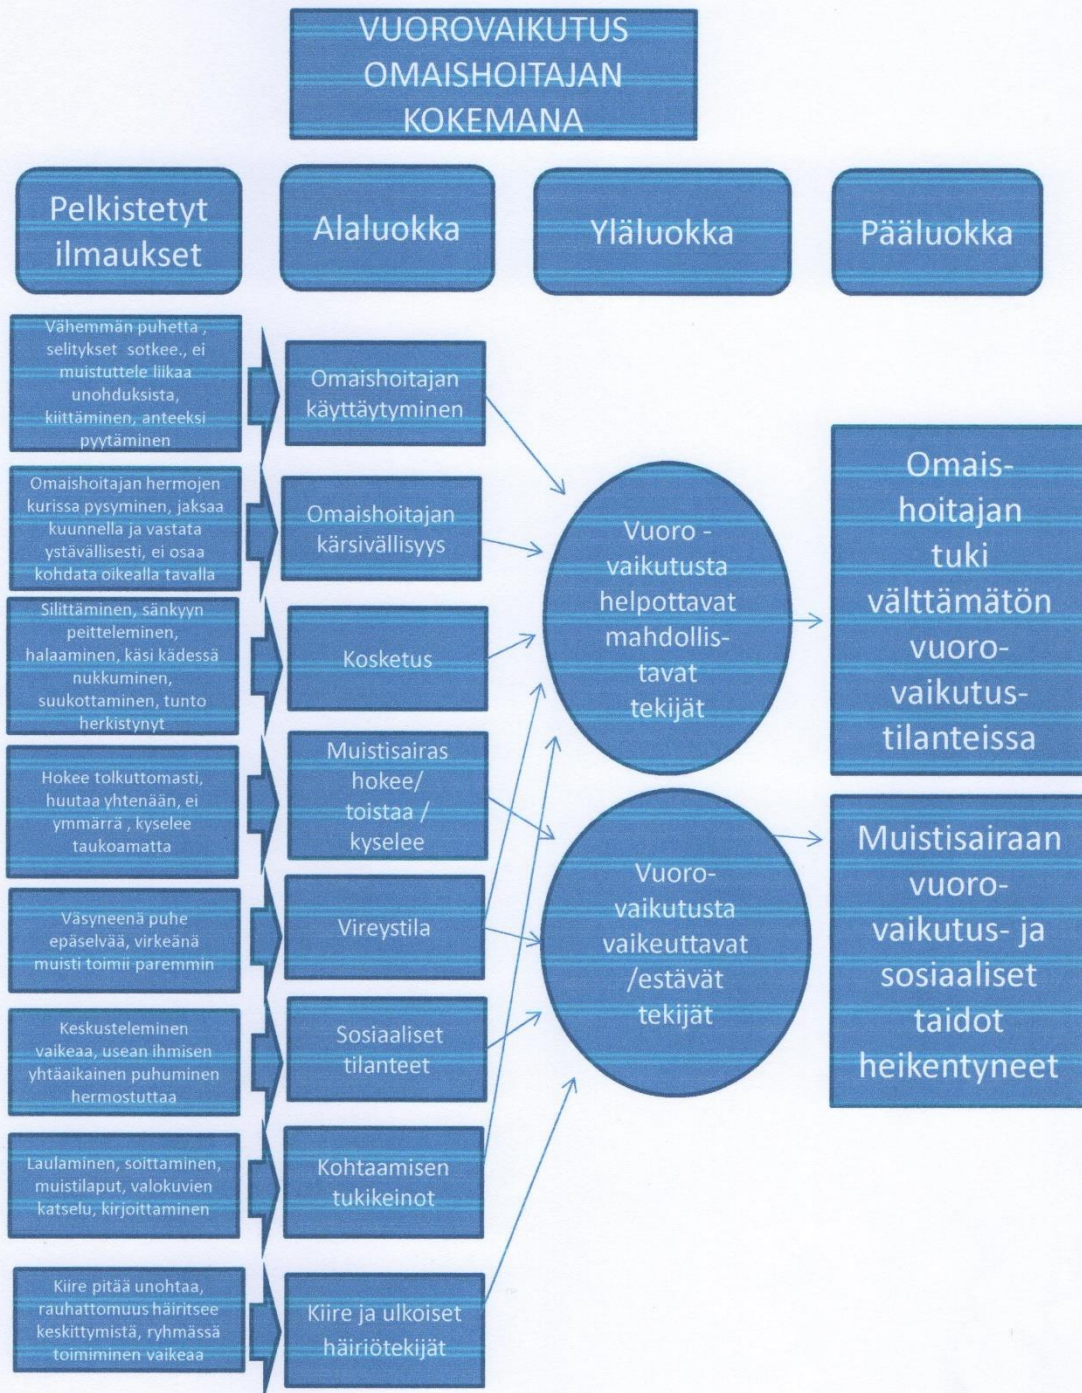 VUOROVAIKUTUS
OMAISHOITAJAN
KOKEMANA
Pelkistetyt
ilmaukset
Alaluokka
Yläluokka
Pääluokka
Vähemmän puhetta ,
selitykset sotkee., ei
muistuttele liikaa
unohduksista,
kiittäminen, anteeksi
pyytäminen
Omaishoitajan
käyttäytyminen
Omaishoitajan hermojen
kurissa pysyminen, jaksaa
kuunnella ja vastata
ystävällisesti, ei osaa
kohdata oikealla tavalla
Omaishoitajan
kärsivällisyys
Silittäminen, sänkyyn
peitteleminen,
halaaminen, käsi kädessä
nukkuminen,
suukottaminen, tunto
herkistynyt
Kosketus
Hokee tolkuttomasti,
huutaa yhtenään, ei
ymmärrä , kyselee
taukoamatta
Muistisairas
hokee/
toistaa /
kyselee
Väsyneenä puhe
epäselvää, virkeänä
muisti toimii paremmin
Vireystila
Keskusteleminen
vaikeaa, usean ihmisen
yhtäaikainen puhuminen
hermostuttaa
Sosiaaliset
tilanteet
Laulaminen, soittaminen,
muistilaput, valokuvien
katselu, kirjoittaminen
Kohtaamisen
tukikeinot
Kiire pitää unohtaa,
rauhattomuus häiritsee
keskittymistä, ryhmässä
toimiminen vaikeaa
Kiire ja ulkoiset
häiriötekijät
Vuoro -
vaikutusta
helpottavat
mahdollis-
tavat
tekijät
Vuoro-
vaikutusta
vaikeuttavat
/estävät
tekijät
Omais-
hoitajan
tuki
välttämätön
vuoro-
vaikutus-
tilanteissa
Muistisairaan
vuoro-
vaikutus- ja
sosiaaliset
taidot
heikentyneet